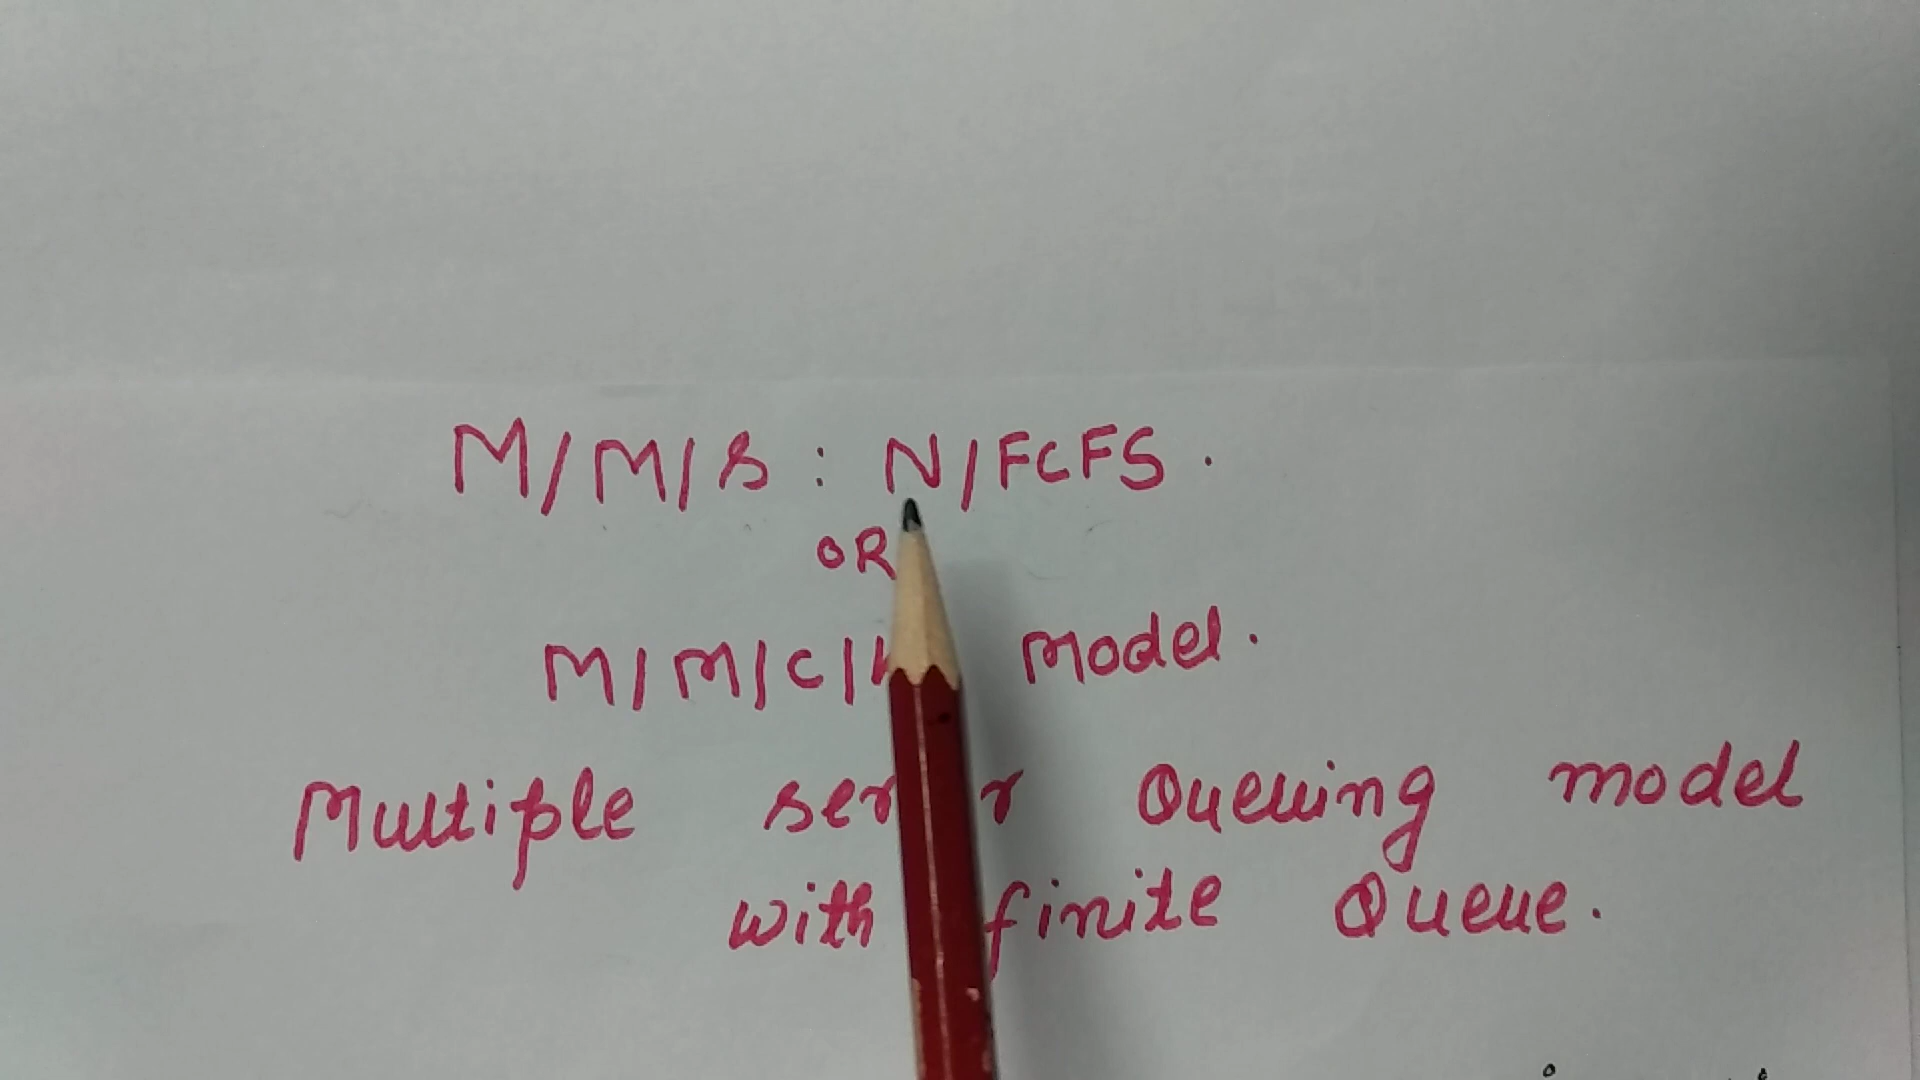 M/M/s : N/FCFS.
OR
M/M/C/ Model.
Multiple Queuing model
with finite Queue.